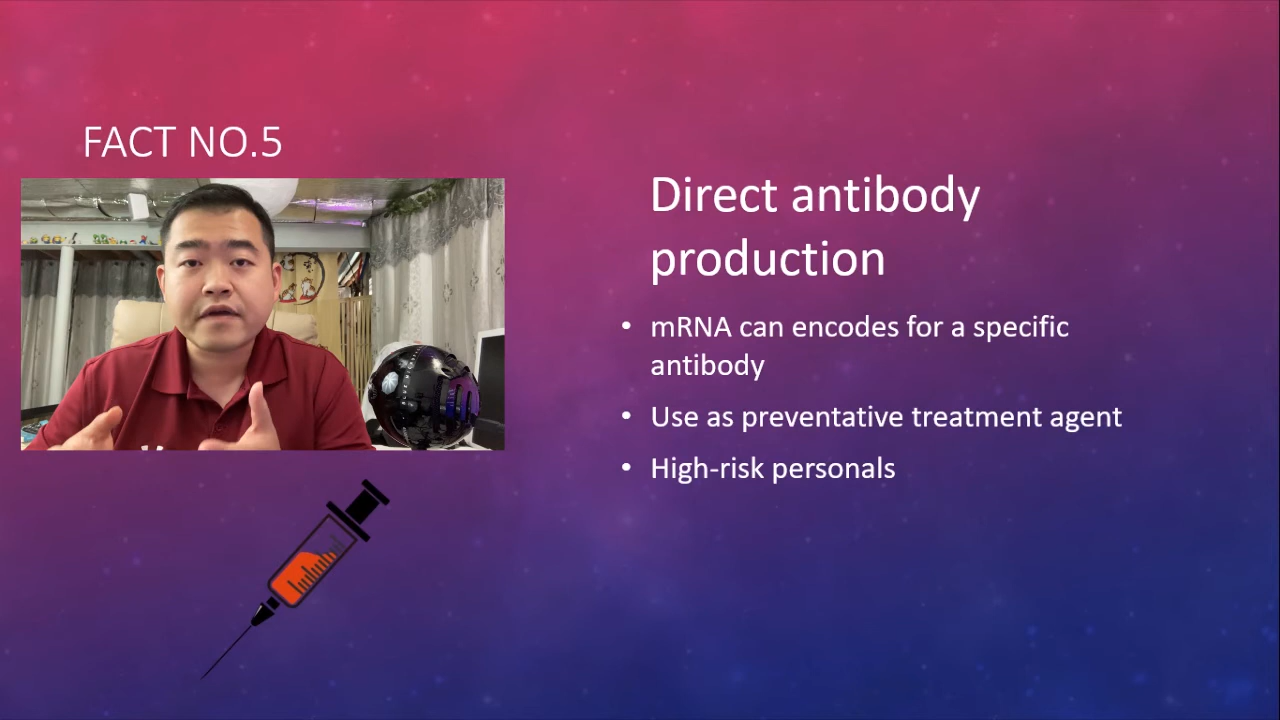 FACT NO.5
Direct antibody
production
• mRNA can encodes for a specific
antibody
• Use as preventative treatment agent
• High-risk personals